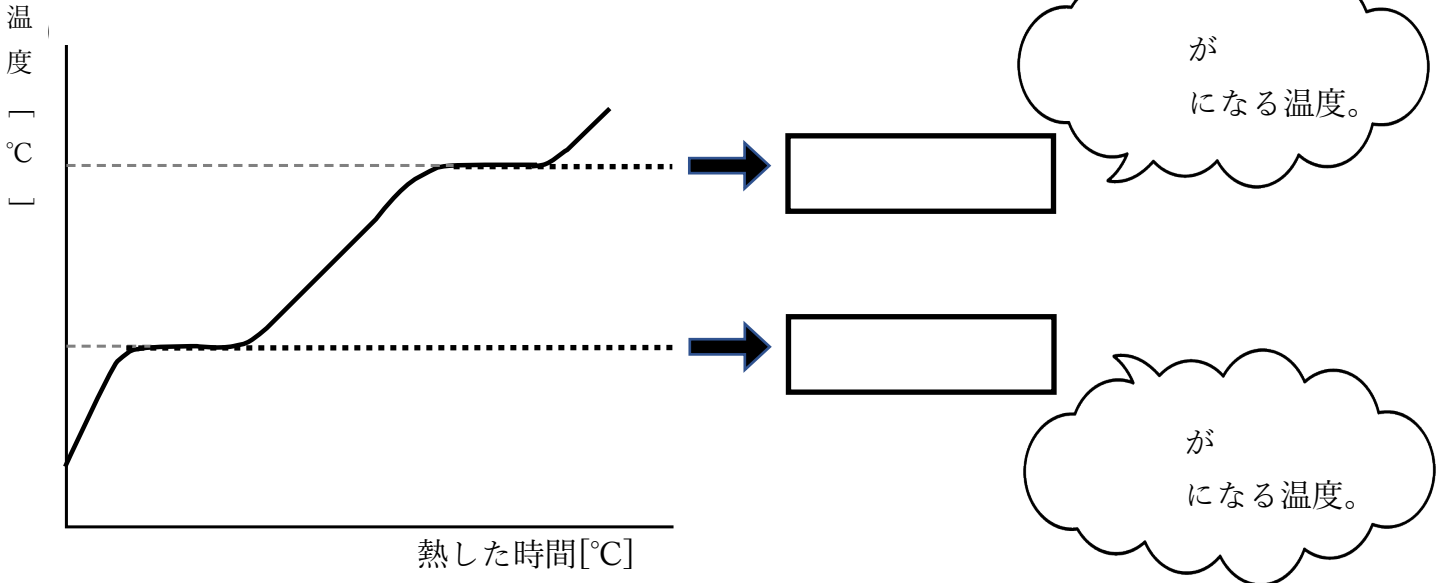 温度[℃]
が
になる温度。
が
になる温度。
熱した時間[℃]